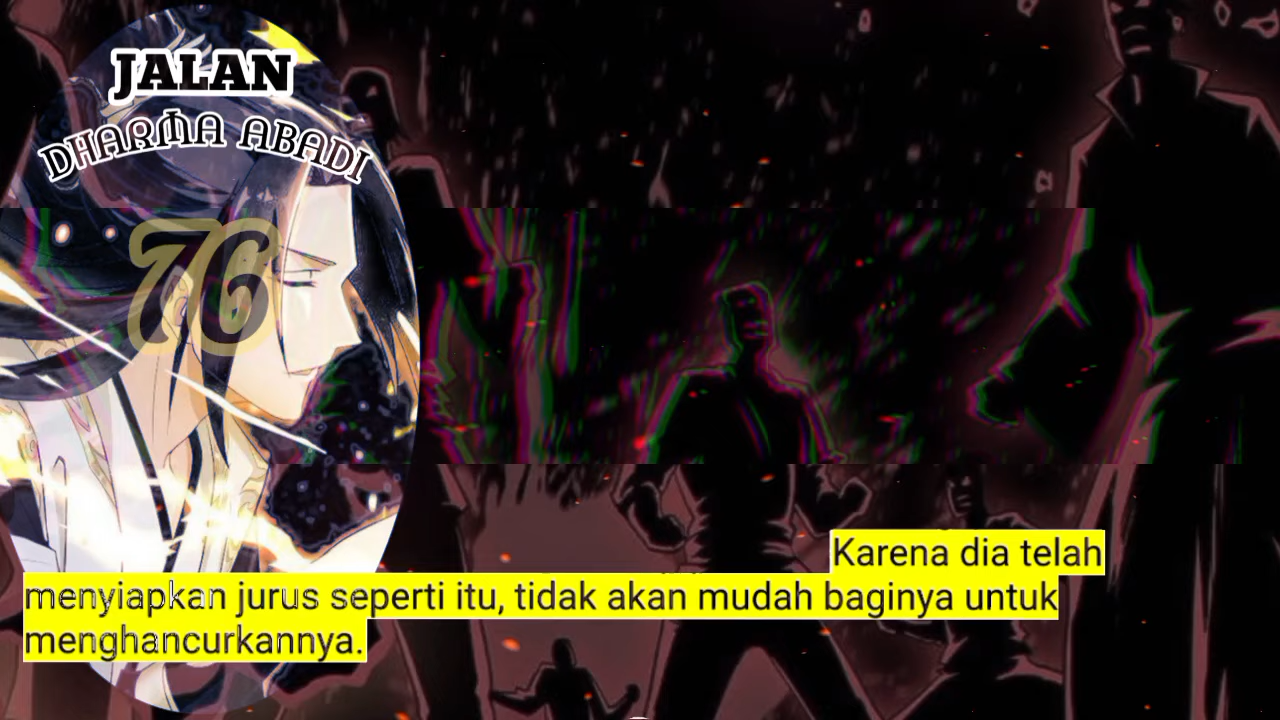 JALAN
DHARMA ABADI
76
Karena dia telah
menyiapkan jurus seperti itu, tidak akan mudah baginya untuk
menghancurkannya.